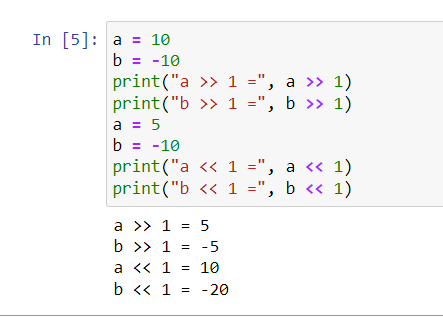 In [5]: a = 10
b = -10
print("a >> 1 =", a >> 1)
print("b >> 1 =", b >> 1)
a = 5
b = -10
print("a << 1 =", a << 1)
print("b << 1 =", b << 1)
a >> 1 = 5
b >> 1 = -5
a << 1 = 10
b << 1 = -20